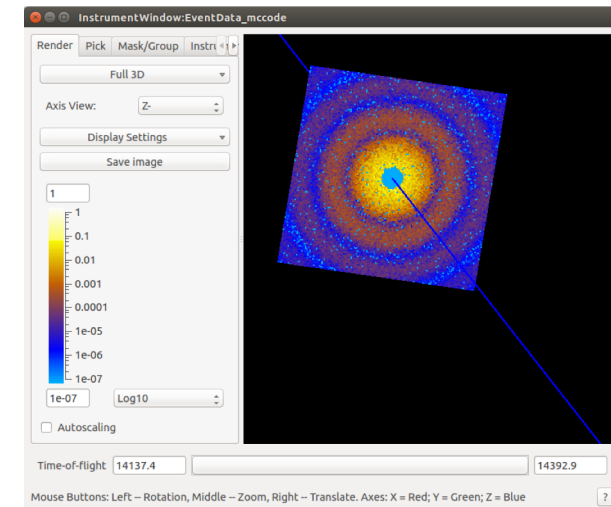 InstrumentWindow:EventData_mccode
Render Pick Mask/Group
Full 3D
Axis View: Z-
Display Settings
Save image
1
1
0.1
0.01
0.001
0.0001
1e-05
1e-06
1e-07
1e-07 Log10
Autoscaling
Time-of-flight 14137.4 14392.9
Mouse Buttons: Left -- Rotation, Middle -- Zoom, Right -- Translate. Axes: X = Red; Y = Green; Z = Blue ?